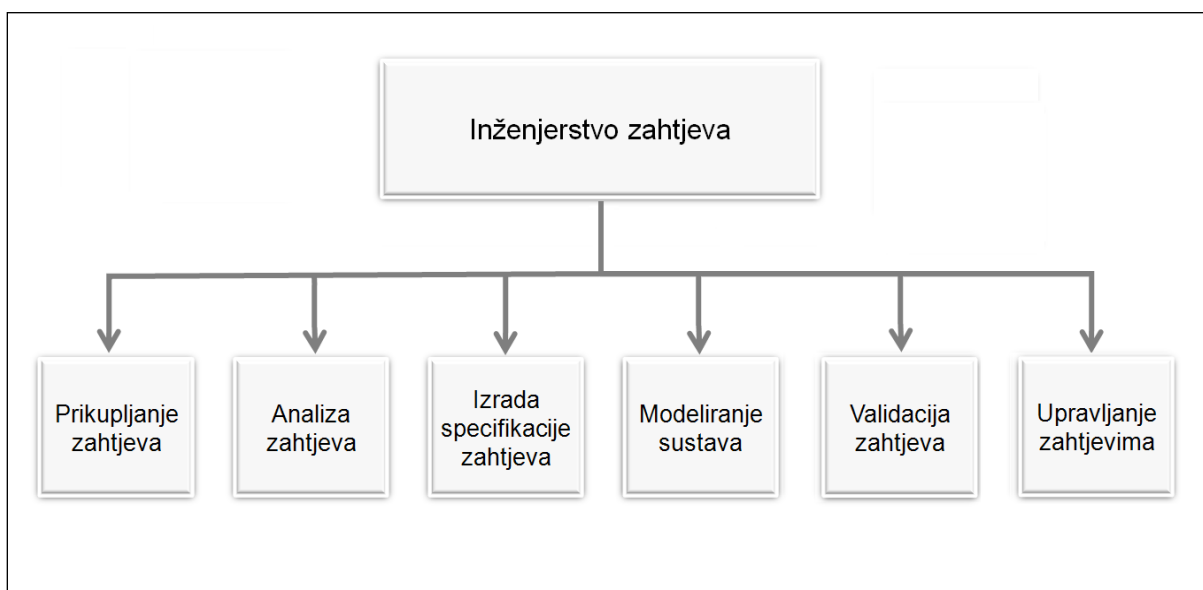 Inženjerstvo zahtjeva
Prikupljanje
zahtjeva
Analiza
zahtjeva
Izrada
specifikacije
zahtjeva
Modeliranje
sustava
Validacija
zahtjeva
Upravljanje
zahtjevima